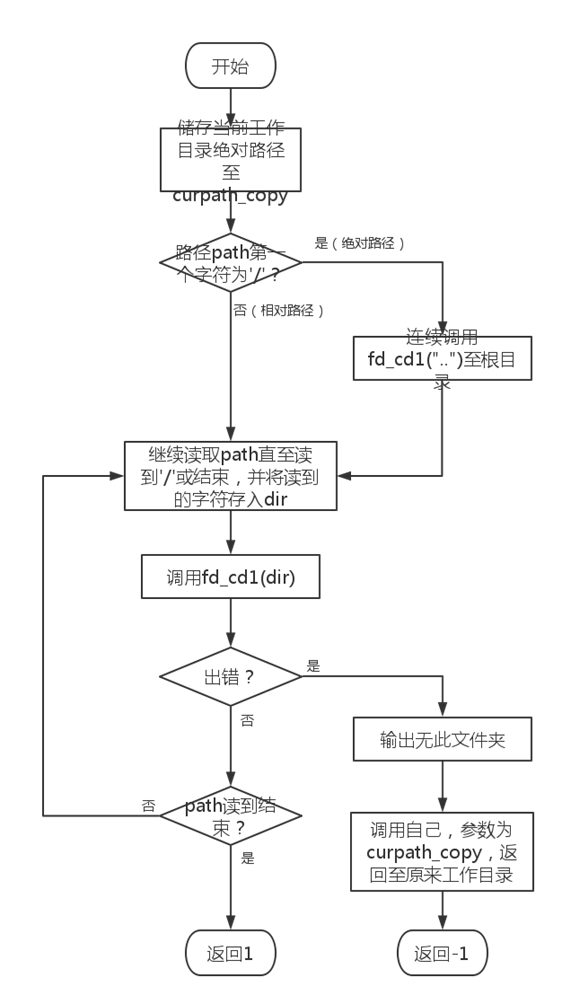 开始
储存当前工作
目录绝对路径
至
curpath_copy
路径path第一
个字符为'/'？
是（绝对路径）
否（相对路径）
连续调用
fd_cd1("..")至根目
录
继续读取path直至读
到'/'或结束，并将读到
的字符存入dir
调用fd_cd1(dir)
出错？
是
否
输出无此文件夹
path读到结
束？
否
是
调用自己，参数为
curpath_copy，返
回至原来工作目录
返回1
返回-1